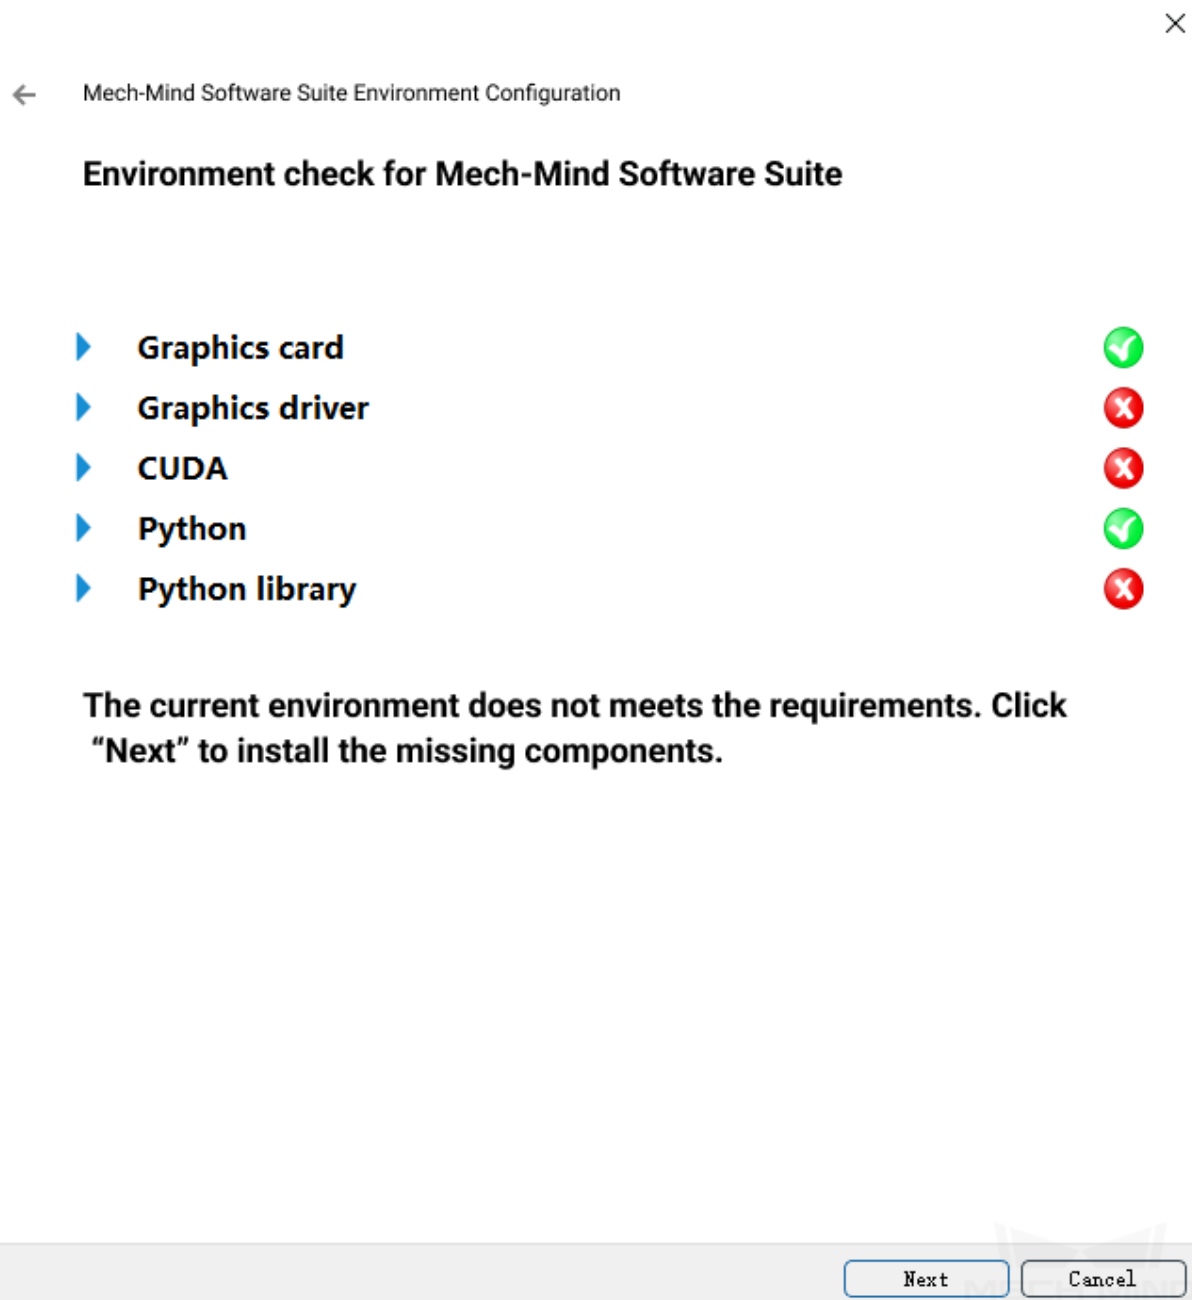 Mech-Mind Software Suite Environment Configuration
Environment check for Mech-Mind Software Suite
Graphics card
Graphics driver
CUDA
Python
Python library
The current environment does not meets the requirements. Click
“Next” to install the missing components.
Next
Cancel